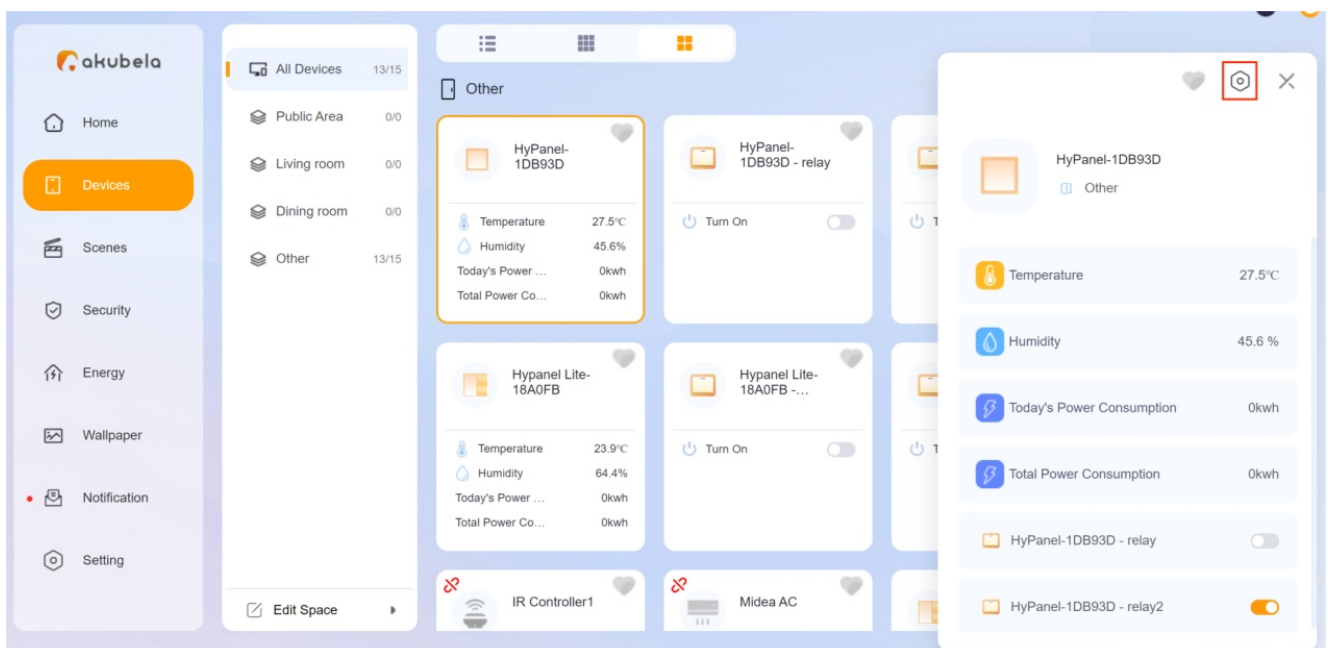 akubela
Home
Devices
Scenes
Security
Energy
Wallpaper
Notification
Setting
All Devices 13/15
Public Area 0/0
Living room 0/0
Dining room 0/0
Other 13/15
Edit Space
Other
HyPanel-
1DB93D
Temperature 27.5°C
Humidity 45.6%
Today's Power ... 0kwh
Total Power Co... 0kwh
HyPanel-
1DB93D - relay
Turn On
Hypanel Lite-
18A0FB
Temperature 23.9°C
Humidity 64.4%
Today's Power ... 0kwh
Total Power Co... 0kwh
Hypanel Lite-
18A0FB -...
Turn On
IR Controller1
Midea AC
HyPanel-1DB93D
Other
Temperature 27.5°C
Humidity 45.6 %
Today's Power Consumption 0kwh
Total Power Consumption 0kwh
HyPanel-1DB93D - relay
HyPanel-1DB93D - relay2